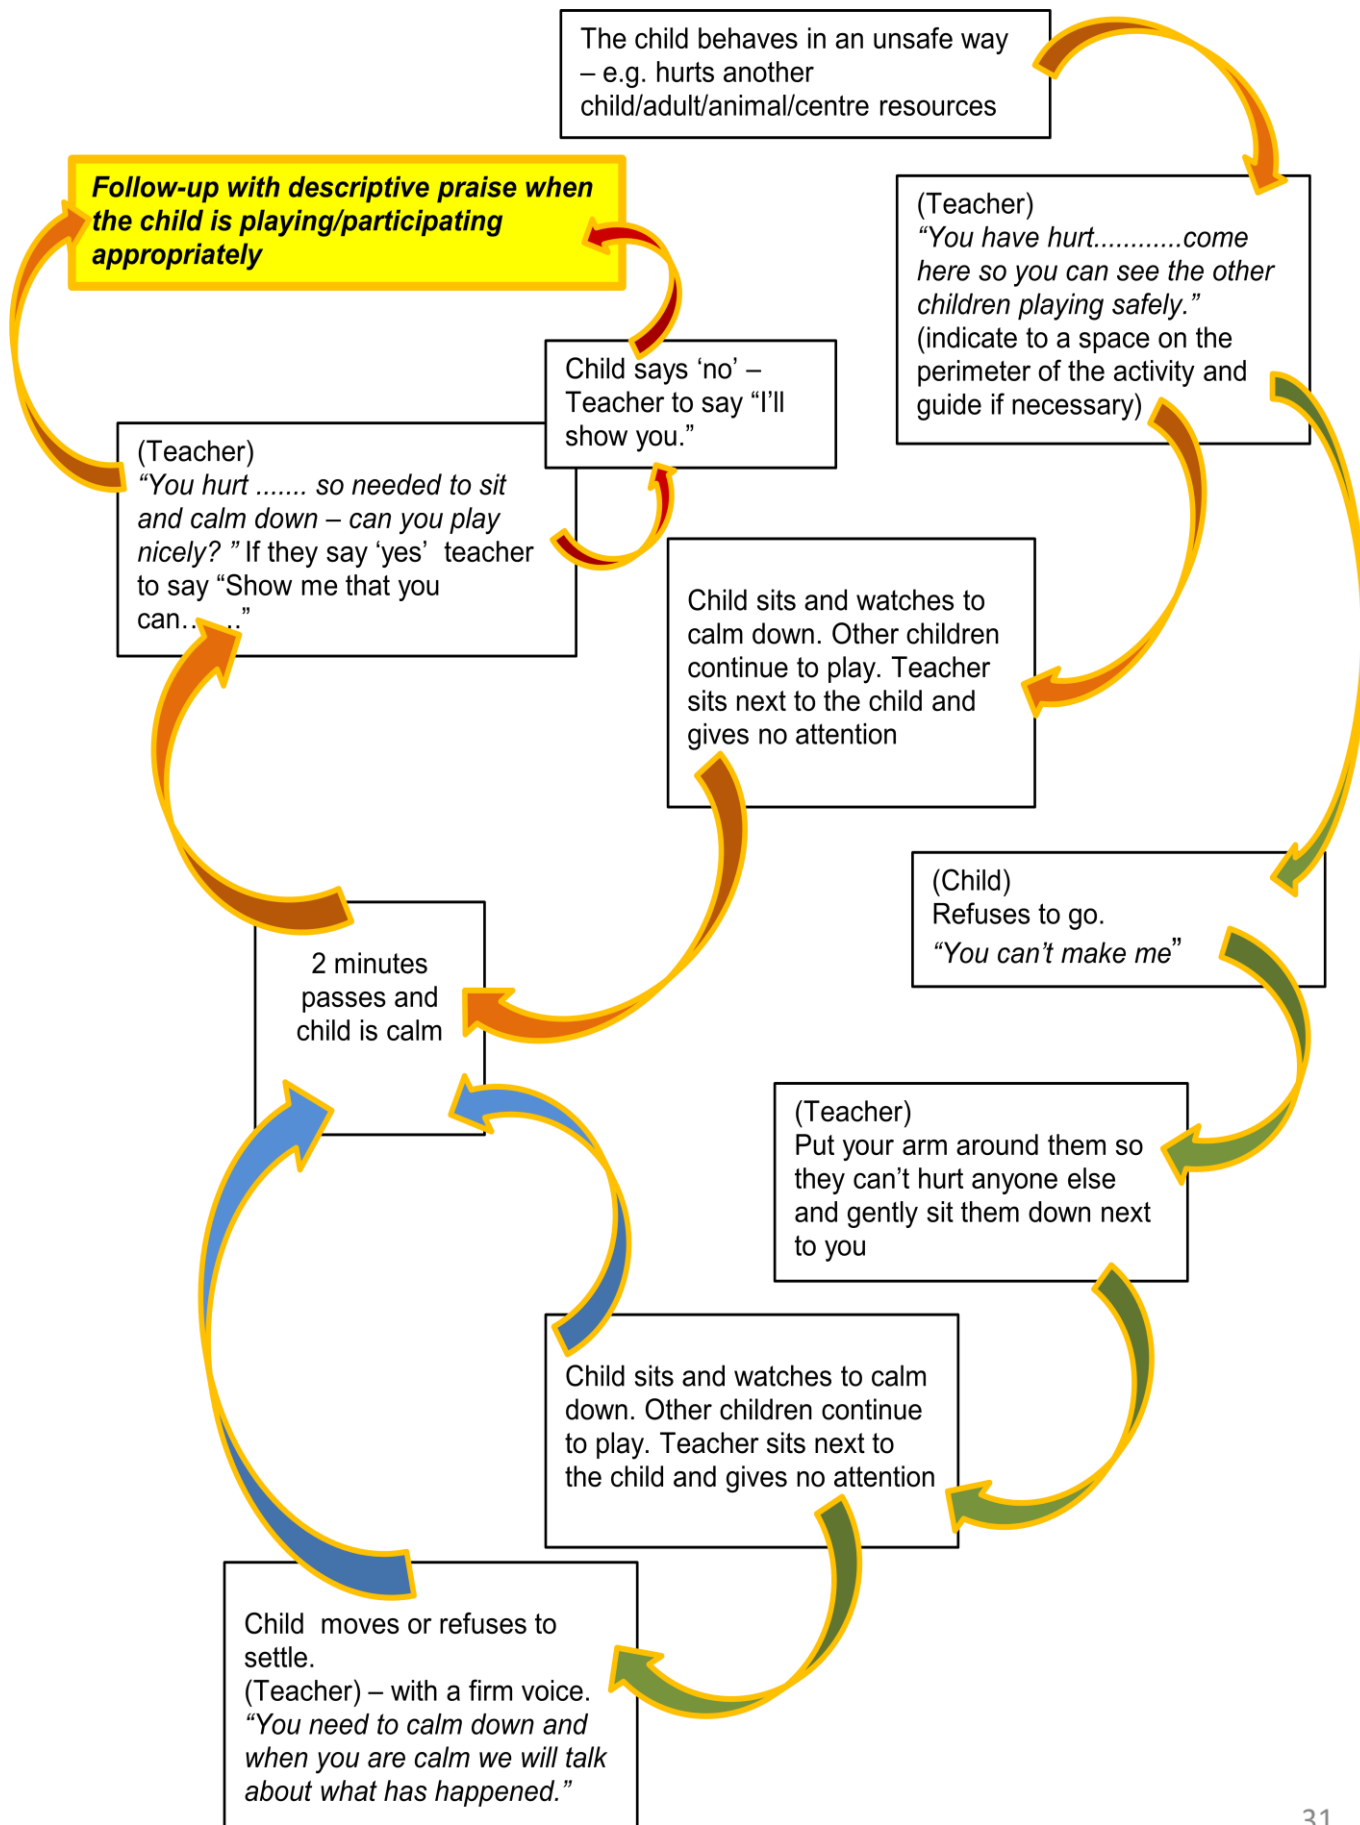 The child behaves in an unsafe way
– e.g. hurts another
child/adult/animal/centre resources
(Teacher)
“You have hurt............come
here so you can see the other
children playing safely.”
(indicate to a space on the
perimeter of the activity and
guide if necessary)
Follow-up with descriptive praise when
the child is playing/participating
appropriately
Child says ‘no’ –
Teacher to say “I’ll
show you.”
(Teacher)
“You hurt ....... so needed to sit
and calm down – can you play
nicely? ” If they say ‘yes’ teacher
to say “Show me that you
can…….”
Child sits and watches to
calm down. Other children
continue to play. Teacher
sits next to the child and
gives no attention
(Child)
Refuses to go.
“You can’t make me”
2 minutes
passes and
child is calm
(Teacher)
Put your arm around them so
they can’t hurt anyone else
and gently sit them down next
to you
Child sits and watches to calm
down. Other children continue
to play. Teacher sits next to
the child and gives no attention
Child moves or refuses to
settle.
(Teacher) – with a firm voice.
“You need to calm down and
when you are calm we will talk
about what has happened.”
31